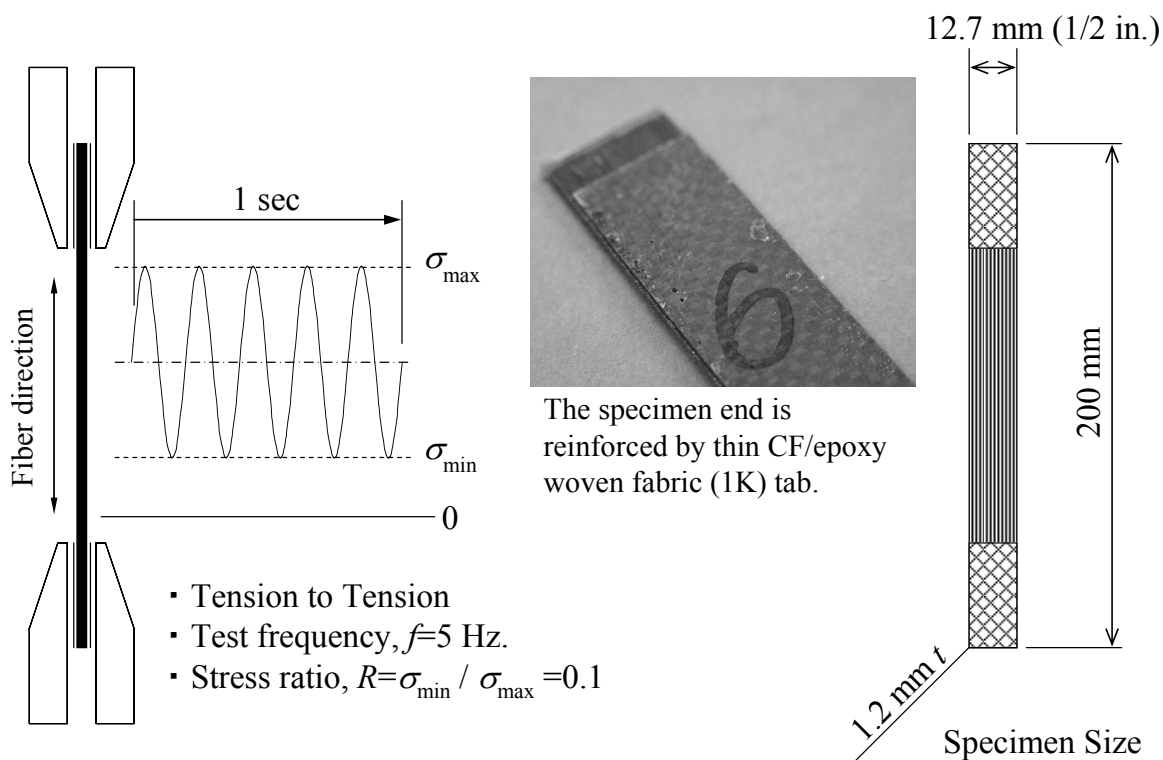 12.7 mm (1/2 in.)
1 sec
σmax
Fiber direction
σmin
0
6
The specimen end is
reinforced by thin CF/epoxy
woven fabric (1K) tab.
200 mm
・Tension to Tension
・Test frequency, f=5 Hz.
・Stress ratio, R=σmin / σmax =0.1
1.2 mm t
Specimen Size